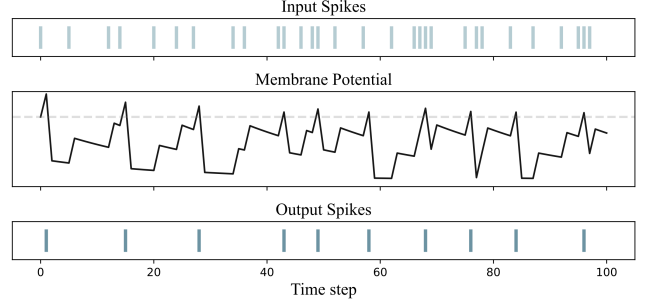 Input Spikes
Membrane Potential
Output Spikes
0 20 40 60 80 100
Time step